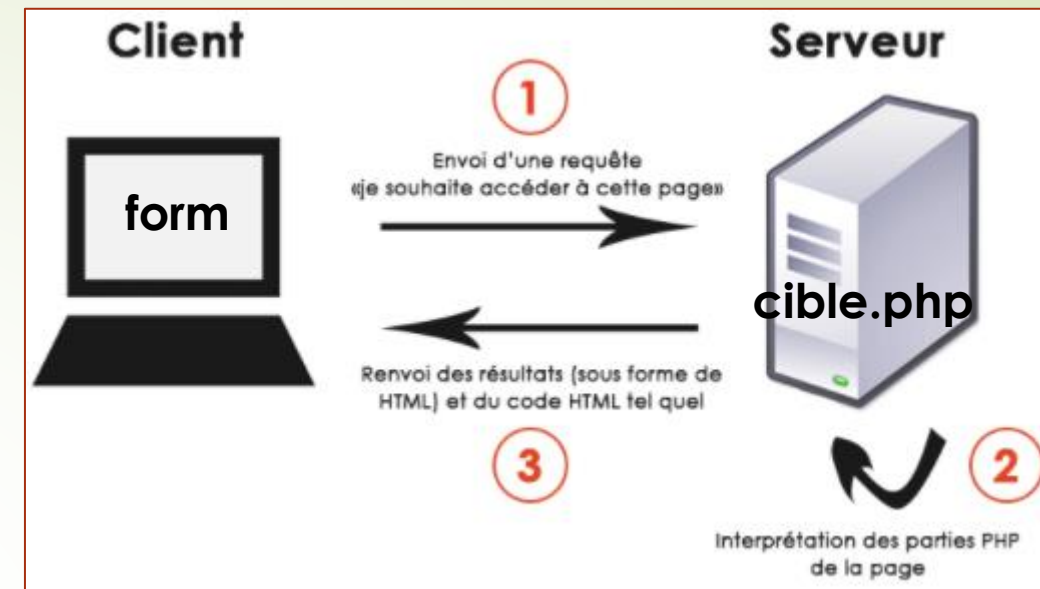 Client
Serveur
1
Envoi d'une requête
«je souhaite accéder à cette page»
form
cible.php
Renvoi des résultats (sous forme de
HTML) et du code HTML tel quel
3
2
Interprétation des parties PHP
de la page